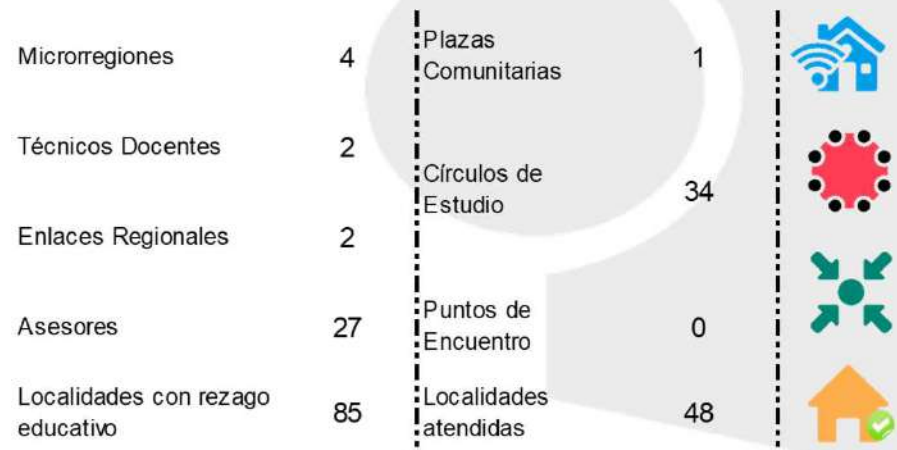 Microrregiones 4
Técnicos Docentes 2
Enlaces Regionales 2
Asesores 27
Localidades con rezago
educativo 85
Plazas
Comunitarias 1
Círculos de
Estudio 34
Puntos de
Encuentro 0
Localidades
atendidas 48